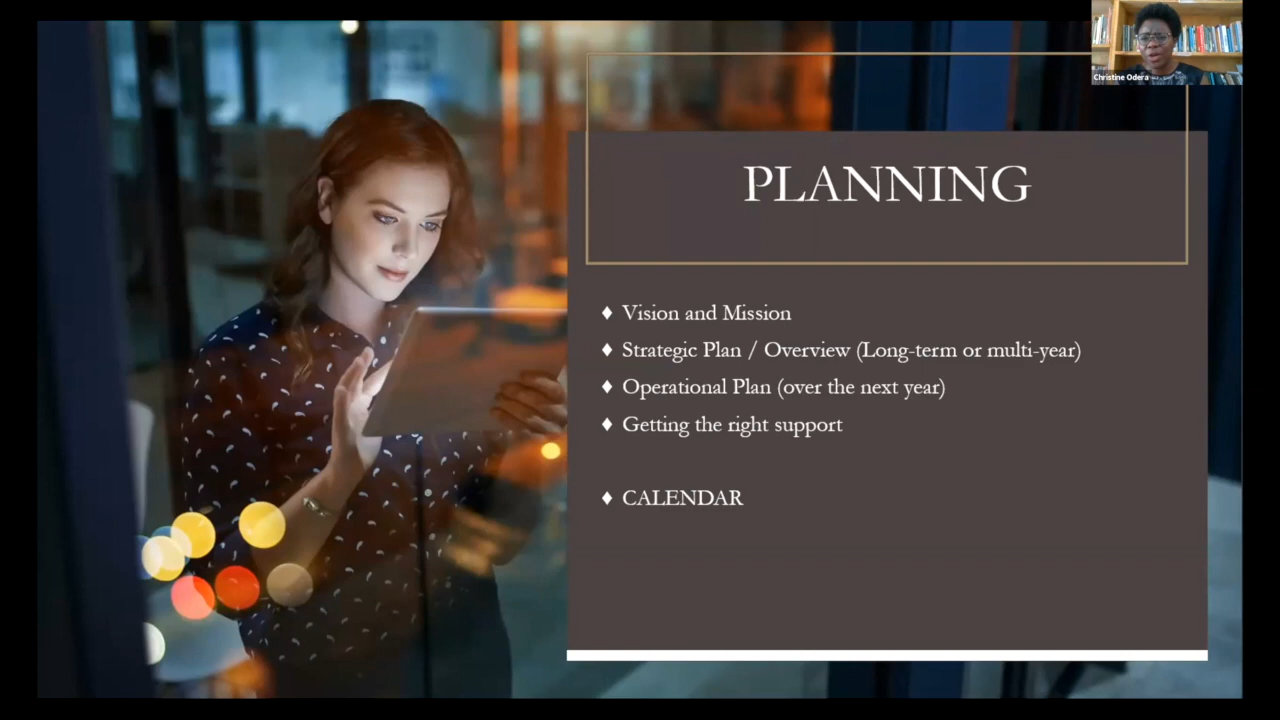 Christine Odera
PLANNING
♦ Vision and Mission
♦ Strategic Plan / Overview (Long-term or multi-year)
♦ Operational Plan (over the next year)
♦ Getting the right support
♦ CALENDAR